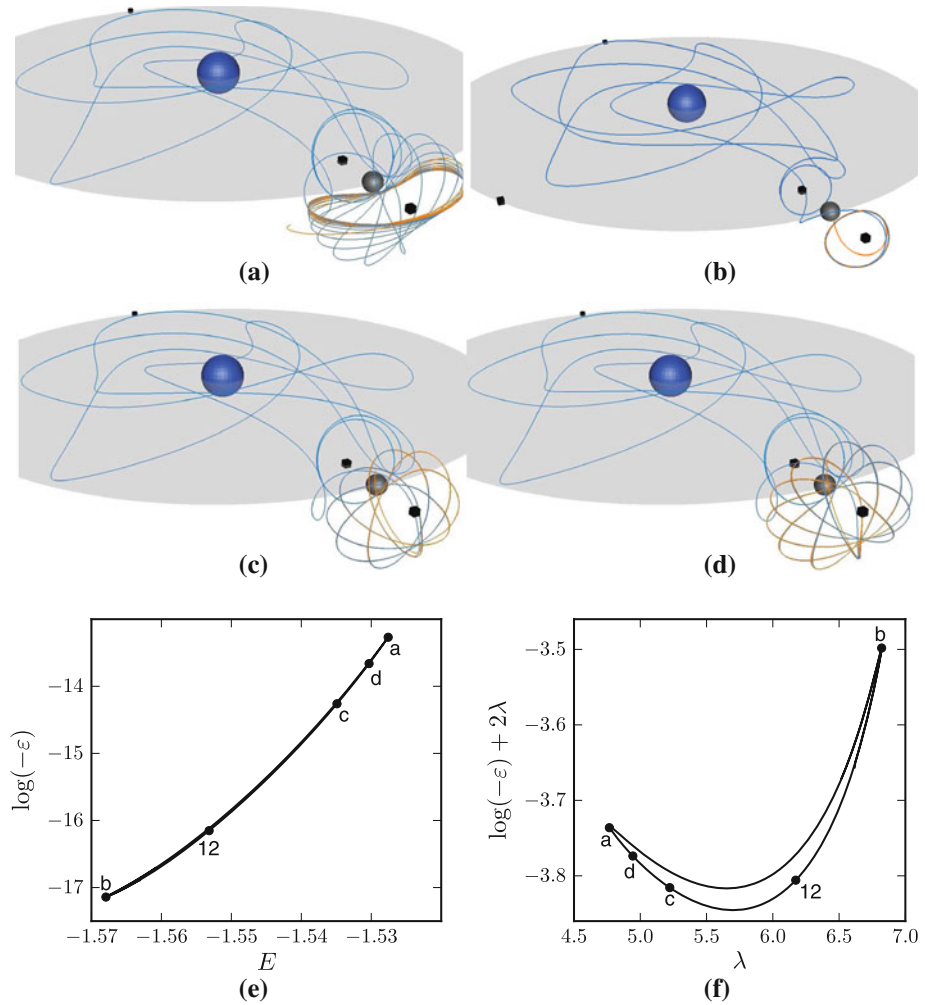 (a)
(b)
(c)
(d)
log(−ε)
−14
−15
−16
−17
a
d
c
12
b
−1.57 −1.56 −1.55 −1.54 −1.53
E
(e)
log(−ε) + 2λ
−3.5
−3.6
−3.7
−3.8
b
a
d
c
12
4.5 5.0 5.5 6.0 6.5 7.0
λ
(f)